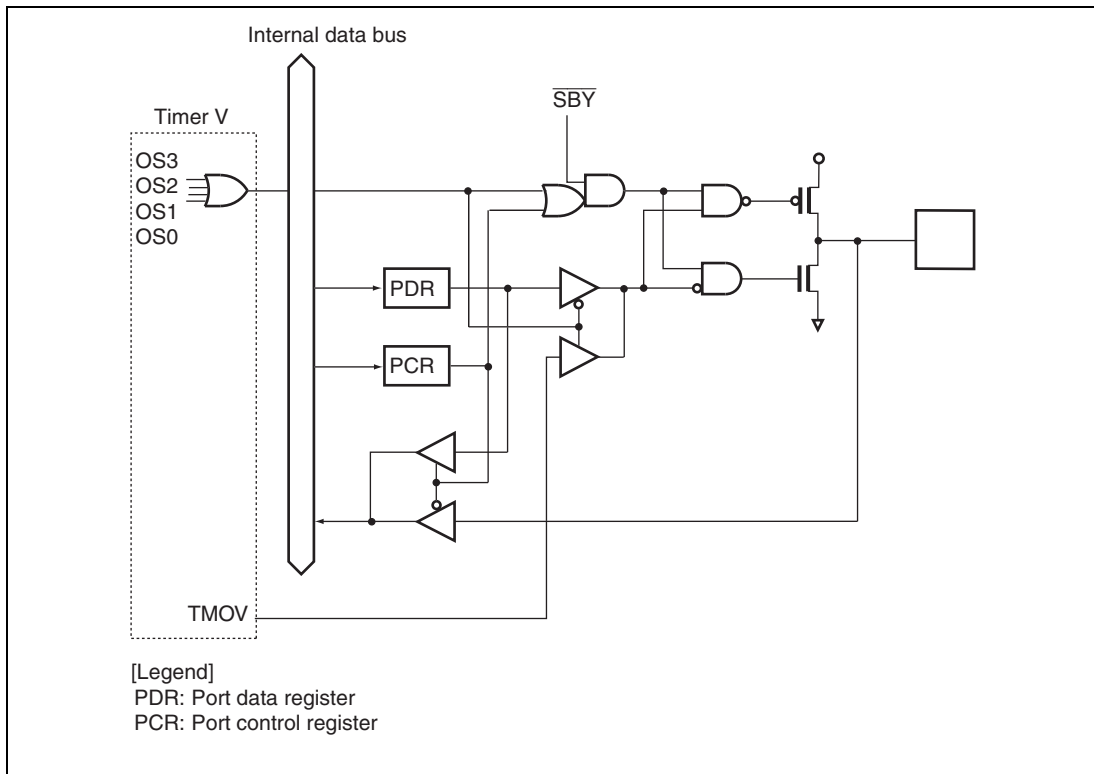 Internal data bus
SBY
Timer V
OS3
OS2
OS1
OS0
PDR
PCR
TMOV
[Legend]
PDR: Port data register
PCR: Port control register